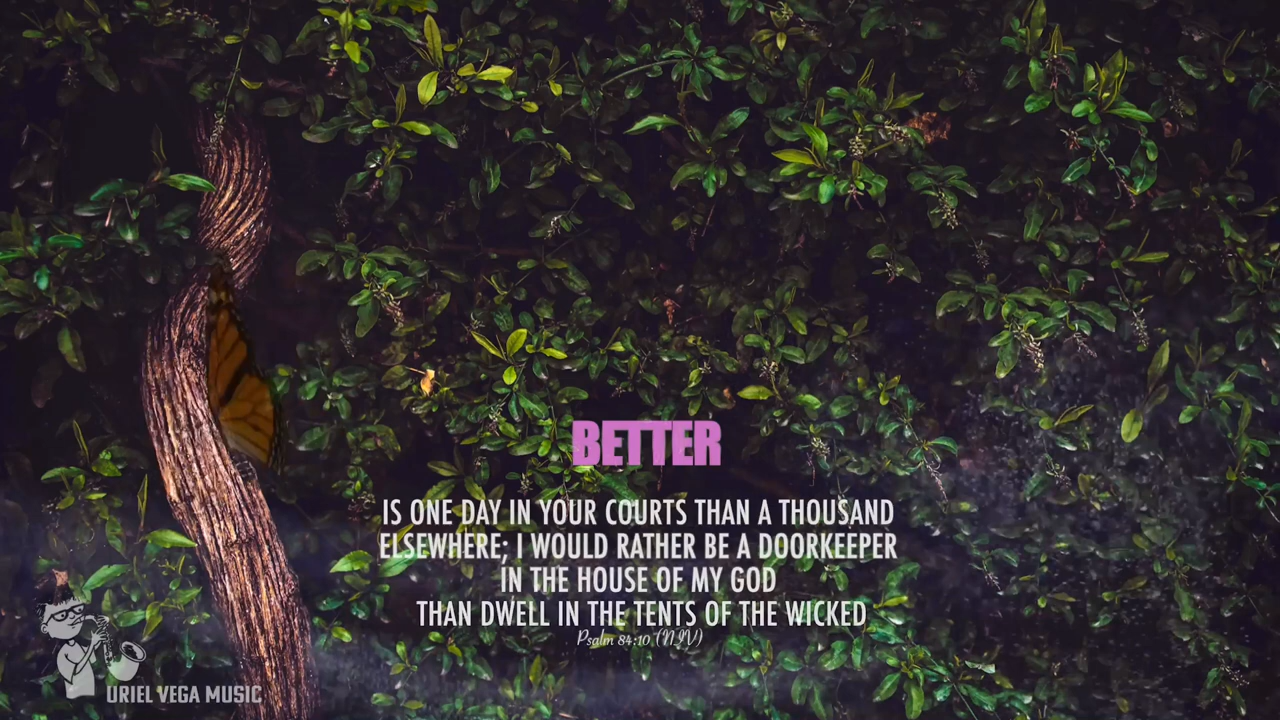 BETTER
IS ONE DAY IN YOUR COURTS THAN A THOUSAND
ELSEWHERE; I WOULD RATHER BE A DOORKEEPER
IN THE HOUSE OF MY GOD
THAN DWELL IN THE TENTS OF THE WICKED
Psalm 84:10 (NIV)
URIEL VEGA MUSIC